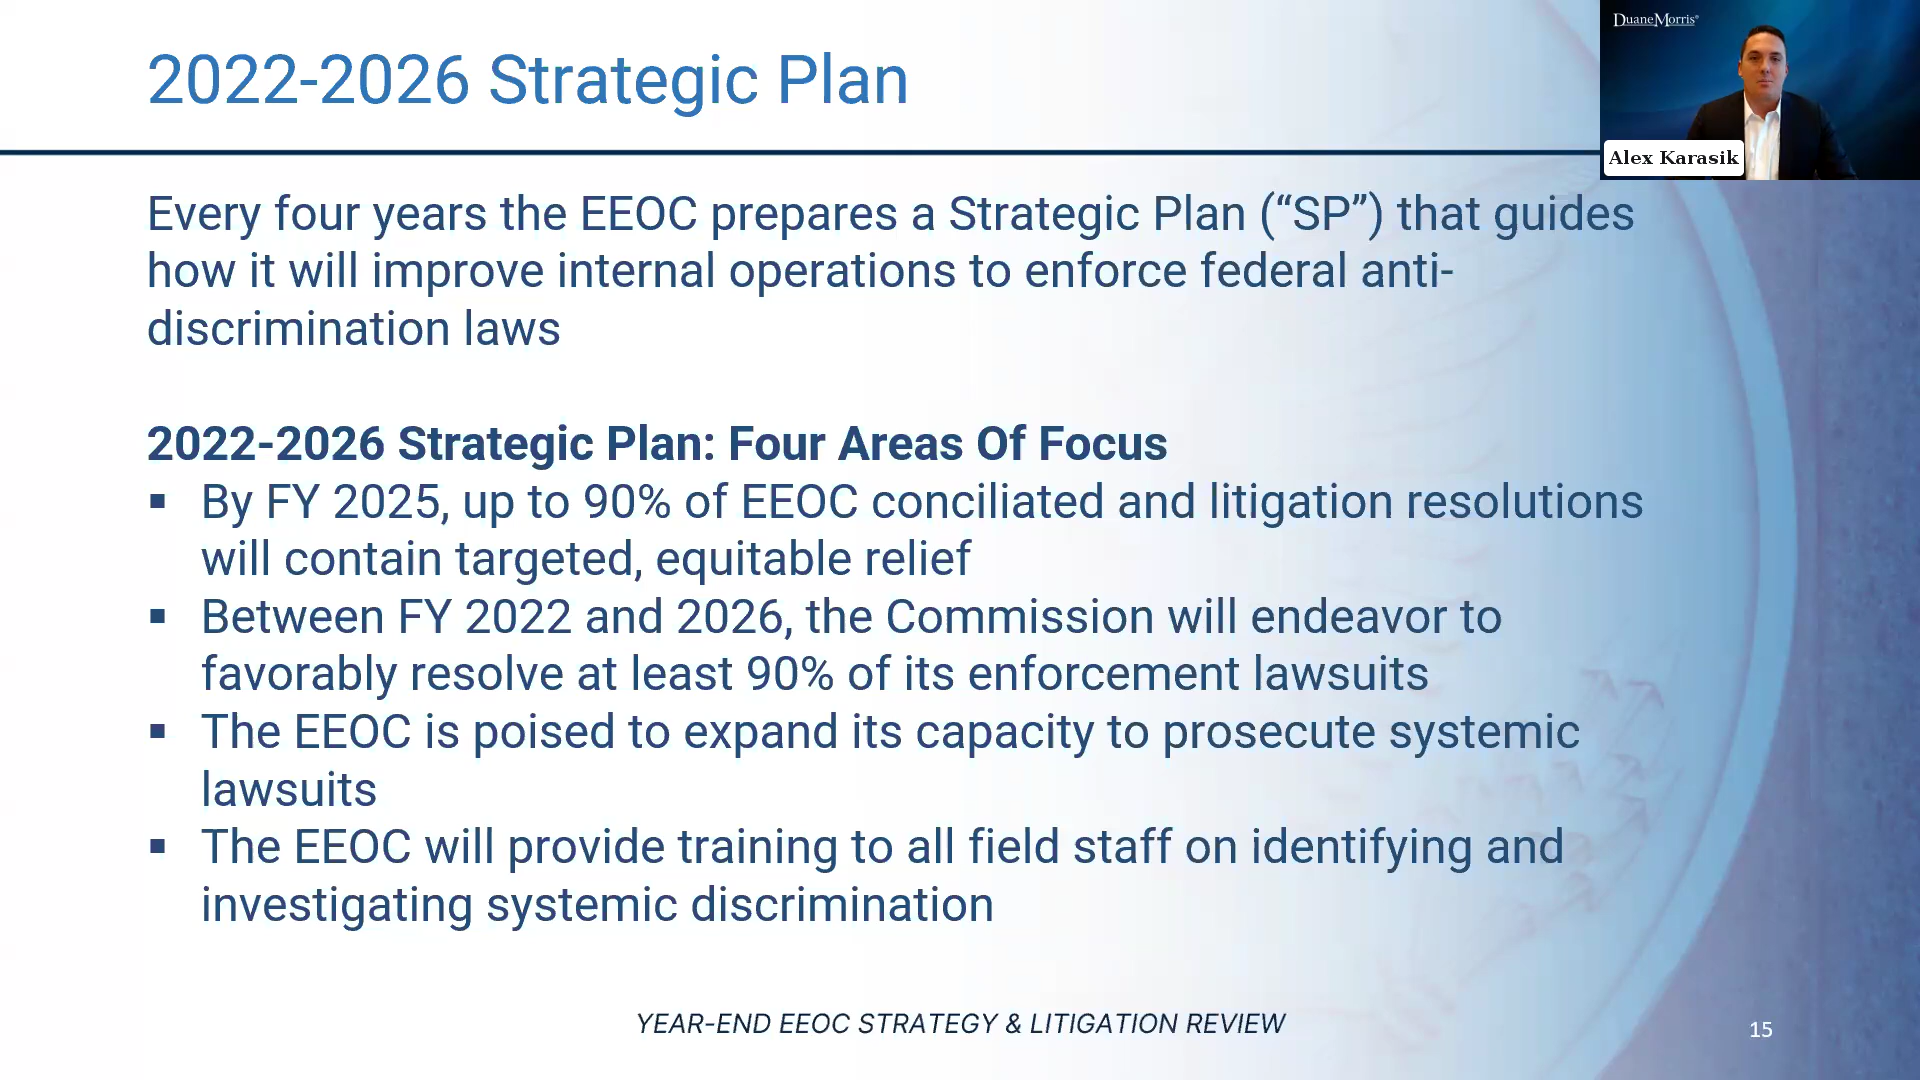 2022-2026 Strategic Plan
DuaneMorris®
Alex Karasik
Every four years the EEOC prepares a Strategic Plan (“SP”) that guides
how it will improve internal operations to enforce federal anti-
discrimination laws
2022-2026 Strategic Plan: Four Areas Of Focus
▪ By FY 2025, up to 90% of EEOC conciliated and litigation resolutions
will contain targeted, equitable relief
▪ Between FY 2022 and 2026, the Commission will endeavor to
favorably resolve at least 90% of its enforcement lawsuits
▪ The EEOC is poised to expand its capacity to prosecute systemic
lawsuits
▪ The EEOC will provide training to all field staff on identifying and
investigating systemic discrimination
YEAR-END EEOC STRATEGY & LITIGATION REVIEW
15